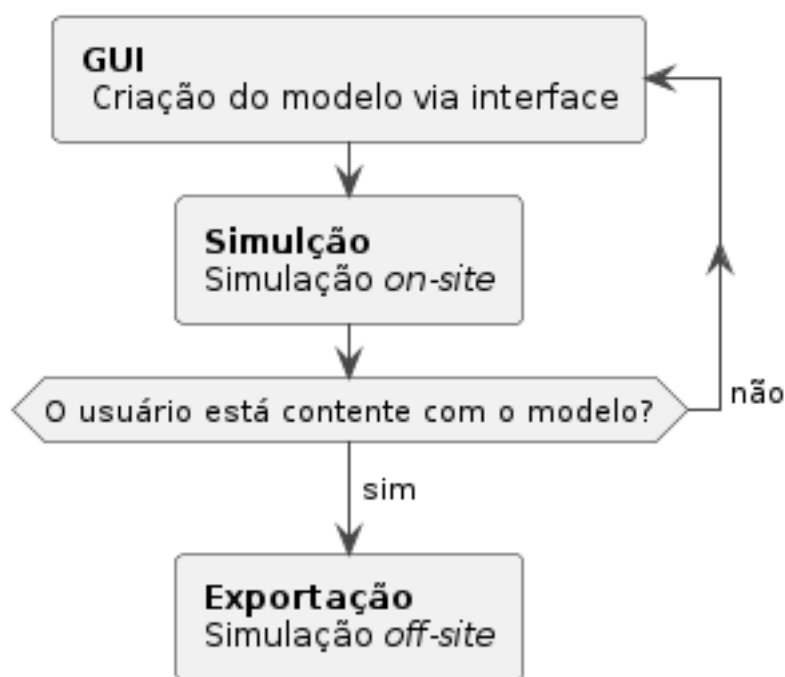 GUI
Criação do modelo via interface
Simulção
Simulação on-site
O usuário está contente com o modelo?
não
sim
Exportação
Simulação off-site